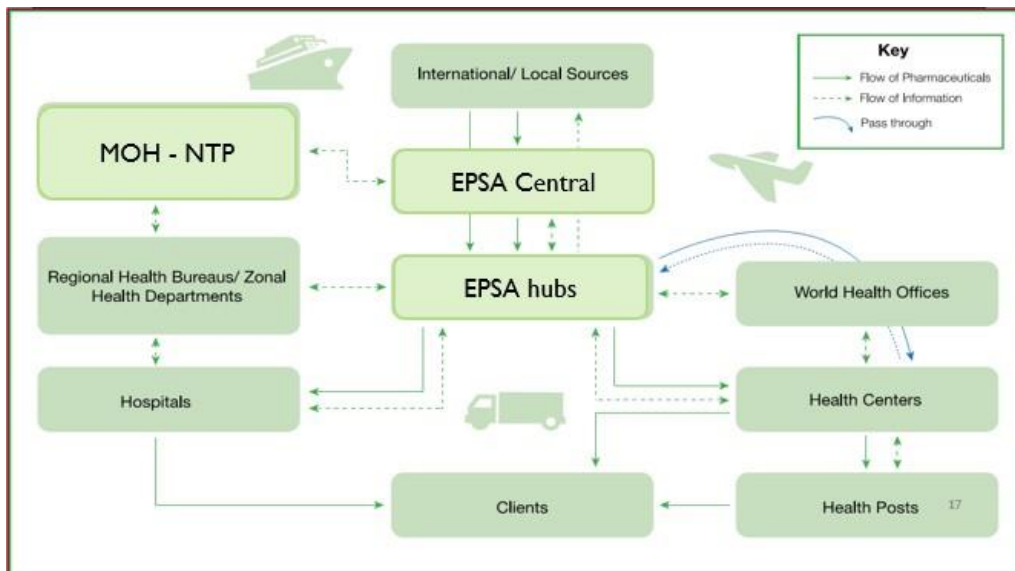 International/ Local Sources
Key
Flow of Pharmaceuticals
Flow of Information
Pass through
MOH - NTP
EPSA Central
Regional Health Bureaus/ Zonal
Health Departments
EPSA hubs
World Health Offices
Hospitals
Health Centers
Clients
Health Posts
17